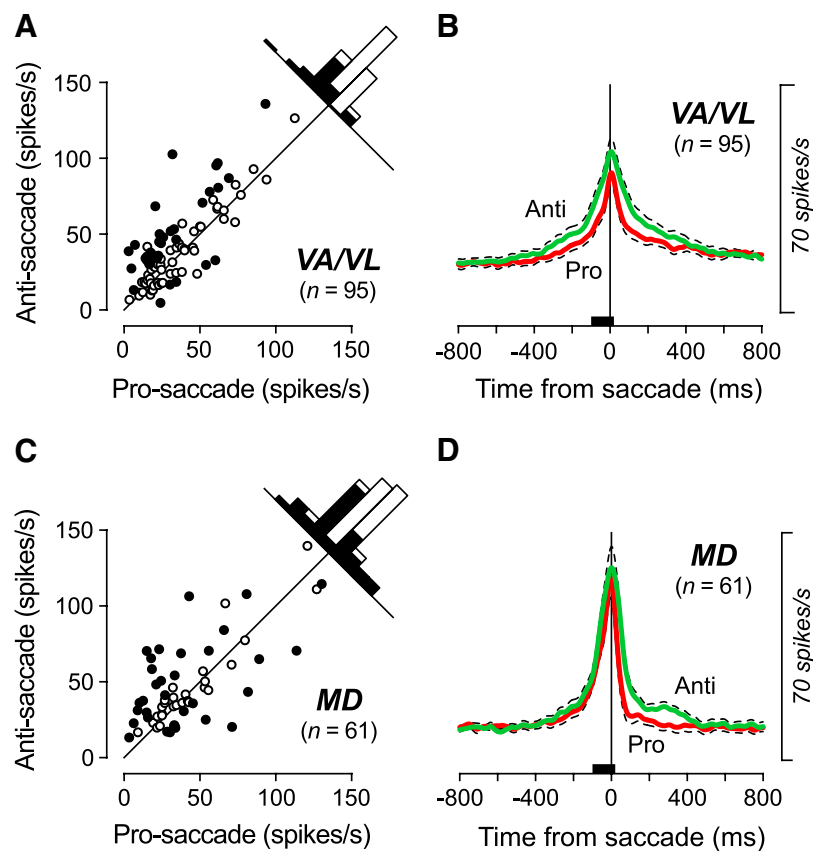 A
Anti-saccade (spikes/s)
150
100
50
0
0 50 100 150
Pro-saccade (spikes/s)
VA/VL
(n = 95)
B
VA/VL
(n = 95)
Anti
Pro
70 spikes/s
-800 -400 0 400 800
Time from saccade (ms)
C
Anti-saccade (spikes/s)
150
100
50
0
0 50 100 150
Pro-saccade (spikes/s)
MD
(n = 61)
D
MD
(n = 61)
Anti
Pro
70 spikes/s
-800 -400 0 400 800
Time from saccade (ms)